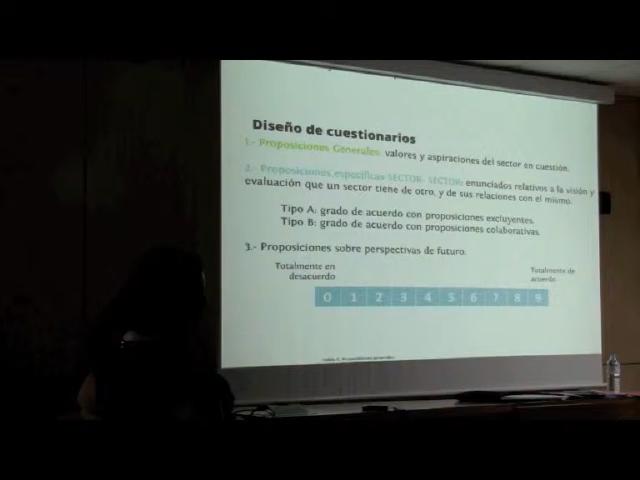 Diseño de cuestionarios
1.- Proposiciones Generales: valores y aspiraciones del sector en cuestión.
2.- Proposiciones específicas SECTOR- SECTOR: enunciados relativos a la visión y
evaluación que un sector tiene de otro, y de sus relaciones con el mismo.
Tipo A: grado de acuerdo con proposiciones excluyentes.
Tipo B: grado de acuerdo con proposiciones colaborativas.
3.- Proposiciones sobre perspectivas de futuro.
Totalmente en
desacuerdo
Totalmente de
acuerdo
0 1 2 3 4 5 6 7 8 9
Proposiciones generales